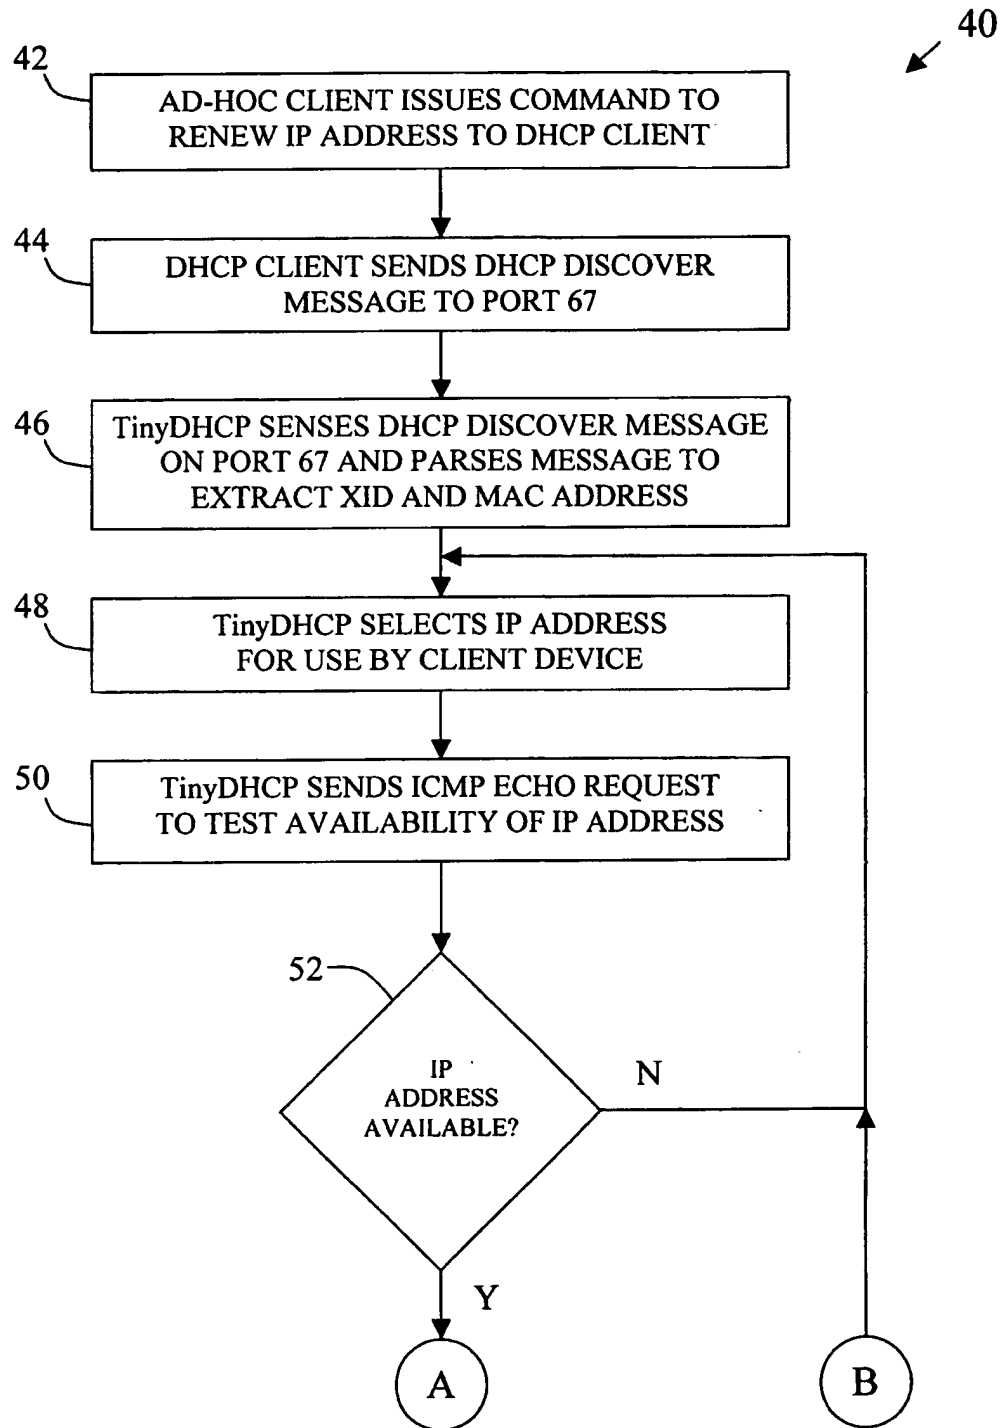 40
42
AD-HOC CLIENT ISSUES COMMAND TO
RENEW IP ADDRESS TO DHCP CLIENT
44
DHCP CLIENT SENDS DHCP DISCOVER
MESSAGE TO PORT 67
46
TinyDHCP SENSES DHCP DISCOVER MESSAGE
ON PORT 67 AND PARSES MESSAGE TO
EXTRACT XID AND MAC ADDRESS
48
TinyDHCP SELECTS IP ADDRESS
FOR USE BY CLIENT DEVICE
50
TinyDHCP SENDS ICMP ECHO REQUEST
TO TEST AVAILABILITY OF IP ADDRESS
52
IP
ADDRESS
AVAILABLE?
N
Y
A
B